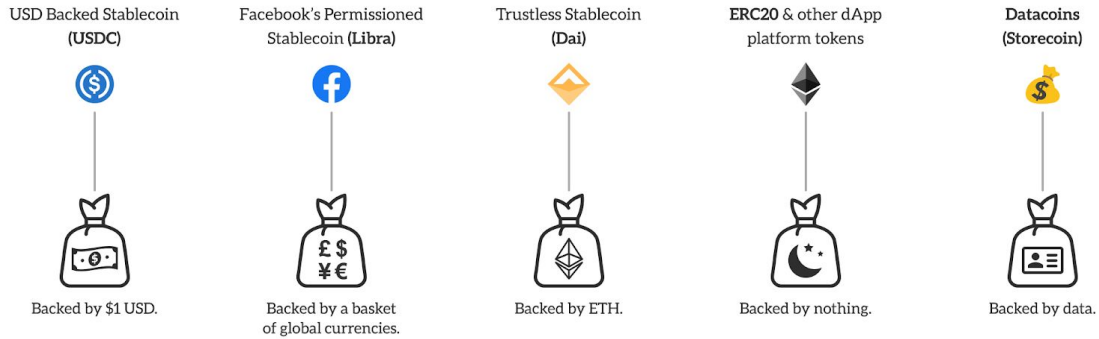 USD Backed Stablecoin
(USDC)
Facebook's Permissioned
Stablecoin (Libra)
Trustless Stablecoin
(Dai)
ERC20 & other dApp
platform tokens
Datacoins
(Storecoin)
$
f
$
$
£ $
¥ €
Backed by $1 USD.
Backed by a basket
of global currencies.
Backed by ETH.
Backed by nothing.
Backed by data.